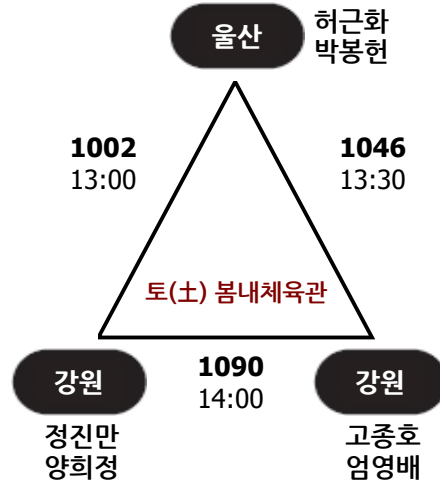 울산
허근화
박봉헌
1002
13:00
1046
13:30
토(土) 봄내체육관
강원
1090
14:00
강원
정진만
양희정
고종호
엄영배